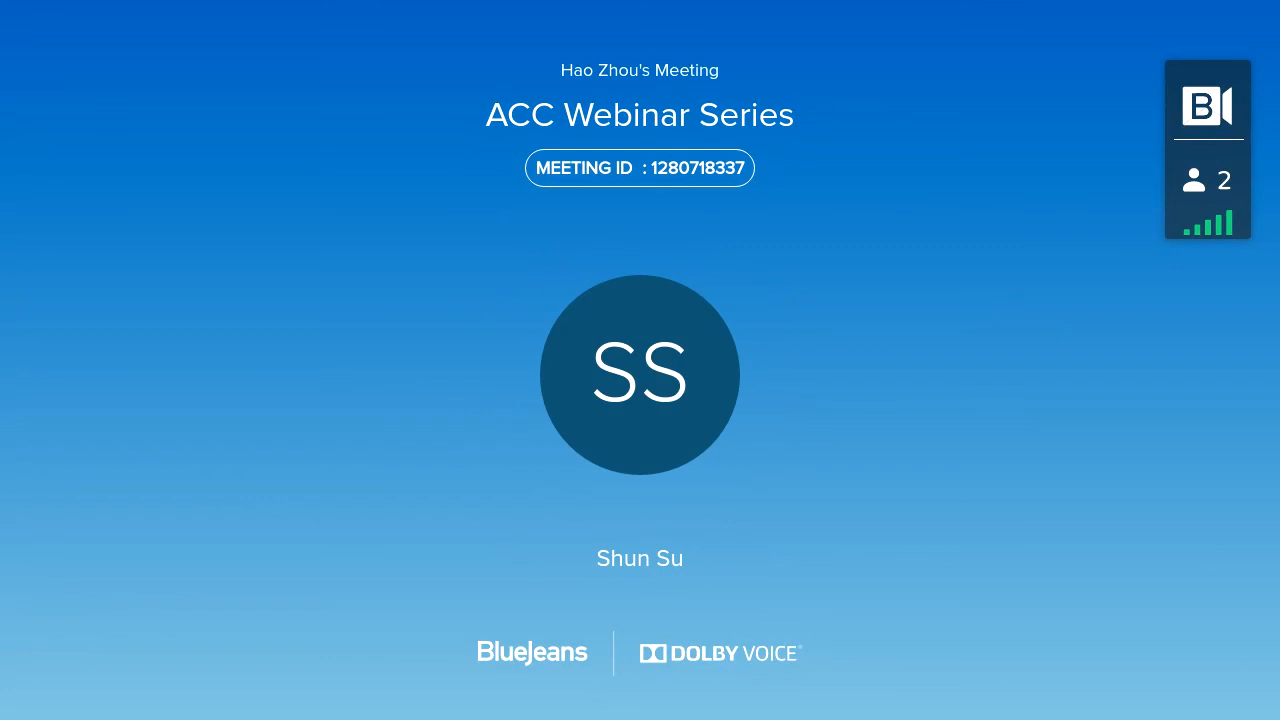 Hao Zhou's Meeting
ACC Webinar Series
MEETING ID : 1280718337
B
2
SS
Shun Su
BlueJeans
DOLBY VOICE®